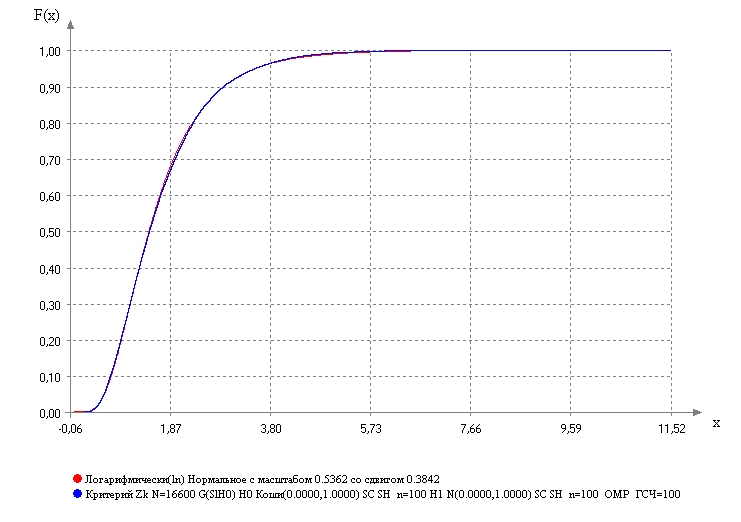 F(x)
1,00
0,90
0,80
0,70
0,60
0,50
0,40
0,30
0,20
0,10
0,00
-0,06 1,87 3,80 5,73 7,66 9,59 11,52
x
Логарифмически(ln) Нормальное с масштабом 0.5362 со сдвигом 0.3842
Критерий Zk N=16600 G(S|H0) H0 Коши(0.0000,1.0000) SC SH n=100 H1 N(0.0000,1.0000) SC SH n=100 ОМР ГСЧ=100